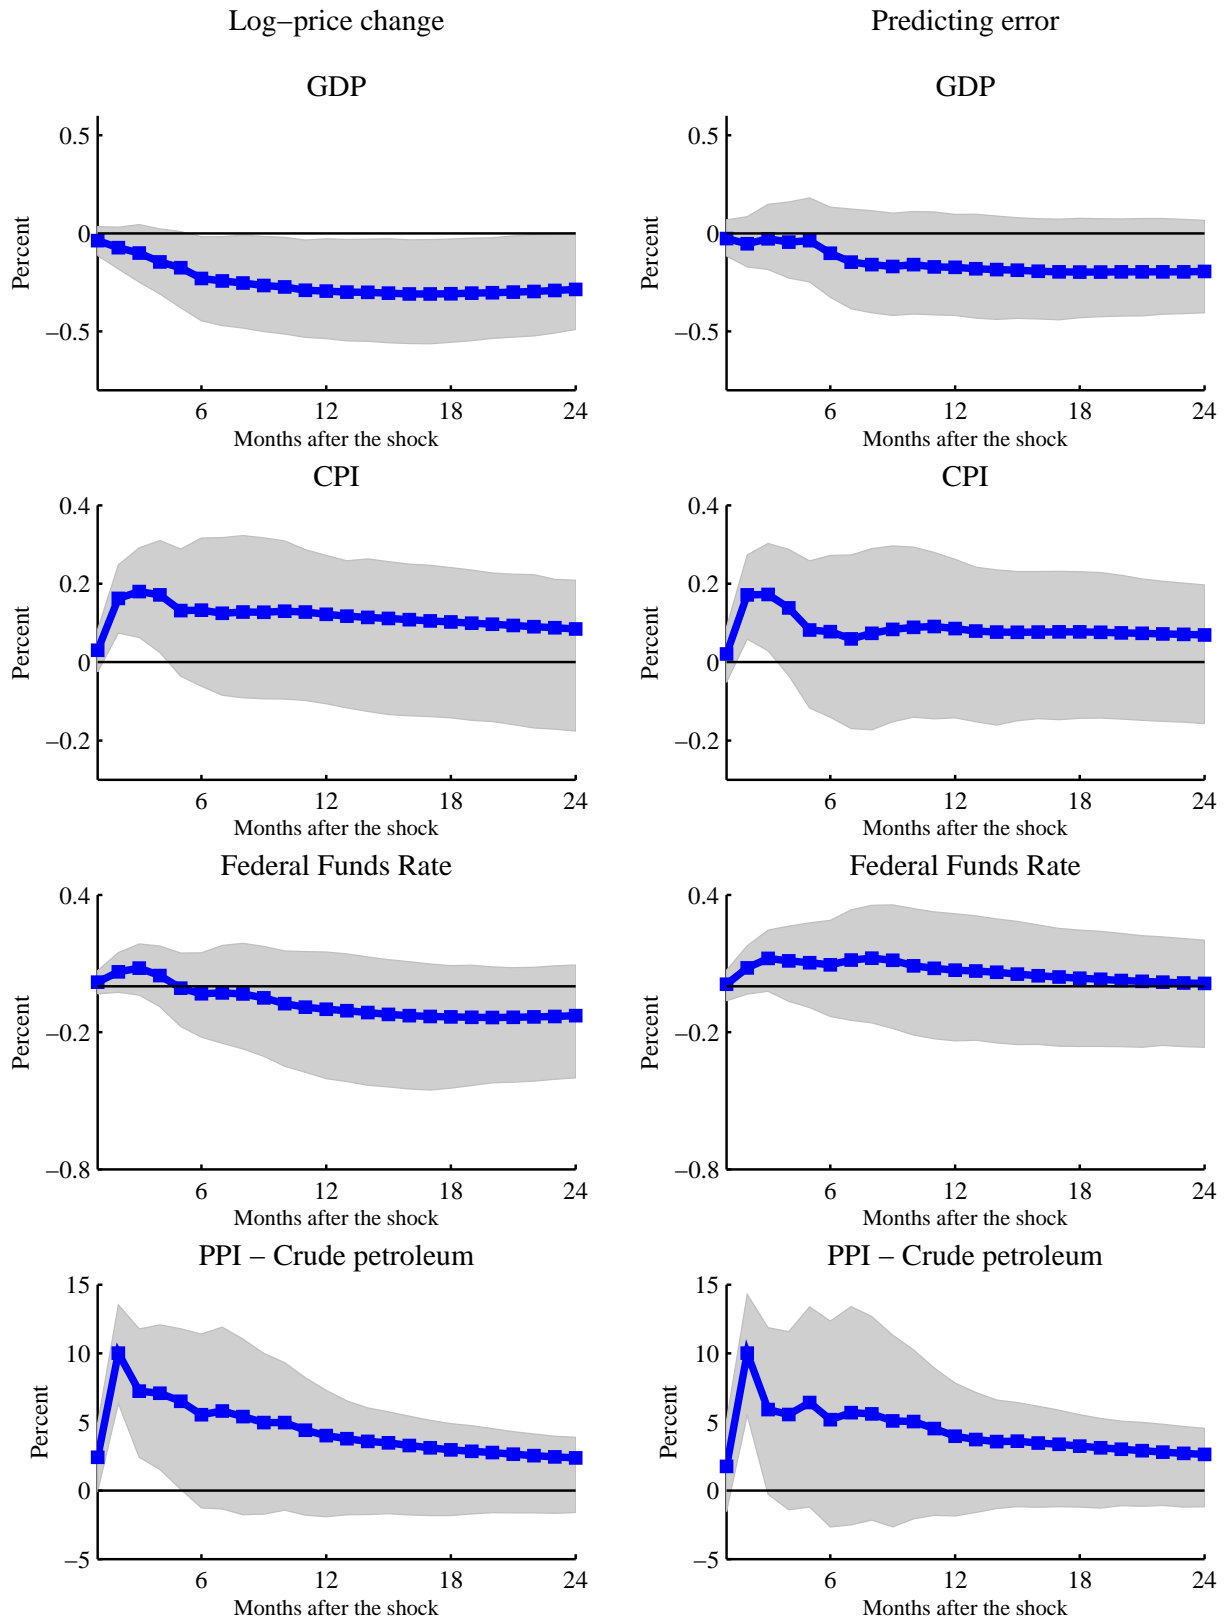 Log−price change
Predicting error
GDP
GDP
0.5
0
−0.5
Percent
6 12 18 24
Months after the shock
0.5
0
−0.5
Percent
6 12 18 24
Months after the shock
CPI
CPI
0.4
0.2
0
−0.2
Percent
6 12 18 24
Months after the shock
0.4
0.2
0
−0.2
Percent
6 12 18 24
Months after the shock
Federal Funds Rate
Federal Funds Rate
0.4
−0.2
−0.8
Percent
6 12 18 24
Months after the shock
0.4
−0.2
−0.8
Percent
6 12 18 24
Months after the shock
PPI − Crude petroleum
PPI − Crude petroleum
15
10
5
0
−5
Percent
6 12 18 24
Months after the shock
15
10
5
0
−5
Percent
6 12 18 24
Months after the shock